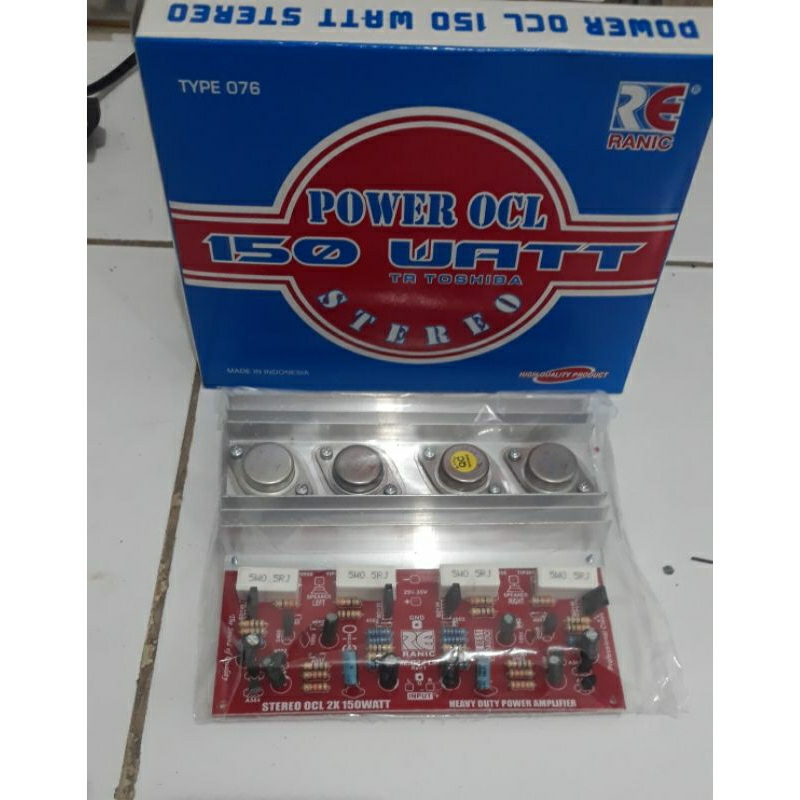 POWER OCL 150 WATT STEREO
TYPE 076
RE®
RANIC
POWER OCL
150 WATT
TR TOSHIBA
STEREO
MADE IN INDONESIA
HIGH QUALITY PRODUCT
5W0.5RJ
5W0.5RJ
5W0.5RJ
5W0.5RJ
SPEAKER
LEFT
SPEAKER
RIGHT
GND
RE
RANIC
INPUT
STEREO OCL 2X 150WATT
HEAVY DUTY POWER AMPLIFIER